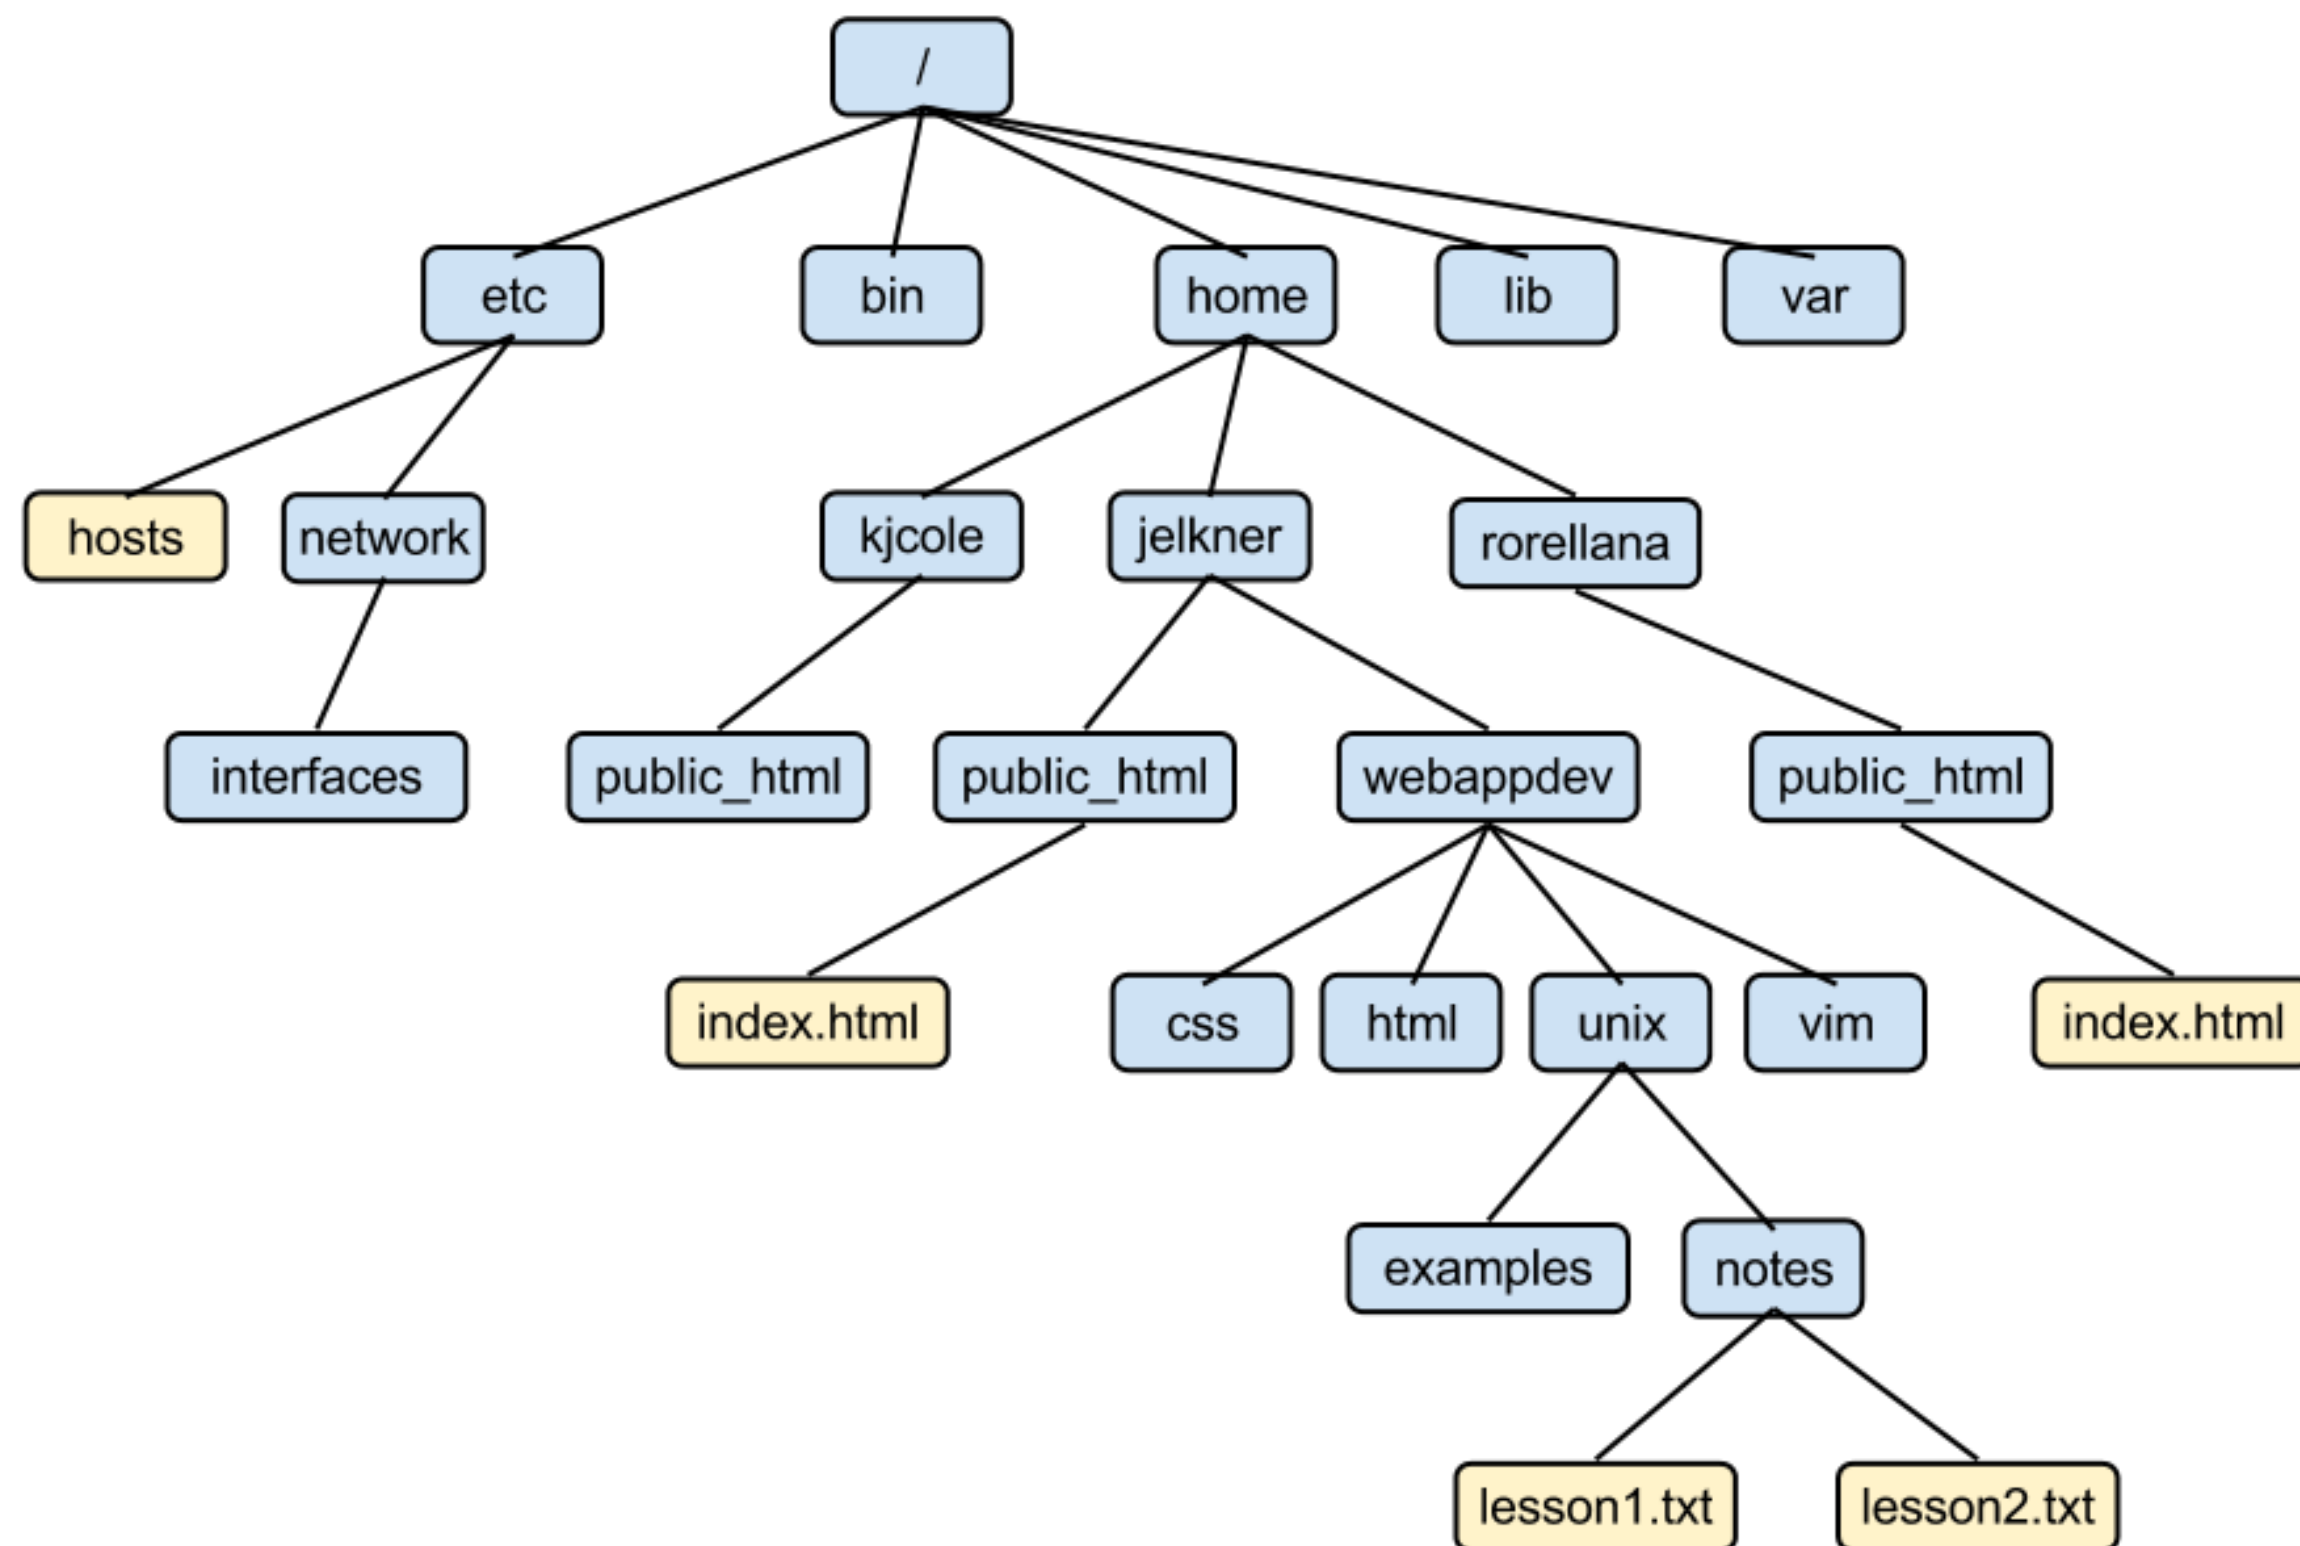 /
etc
bin
home
lib
var
hosts
network
kjcole
jelkner
rorellana
interfaces
public_html
public_html
webappdev
public_html
index.html
css
html
unix
vim
index.html
examples
notes
lesson1.txt
lesson2.txt